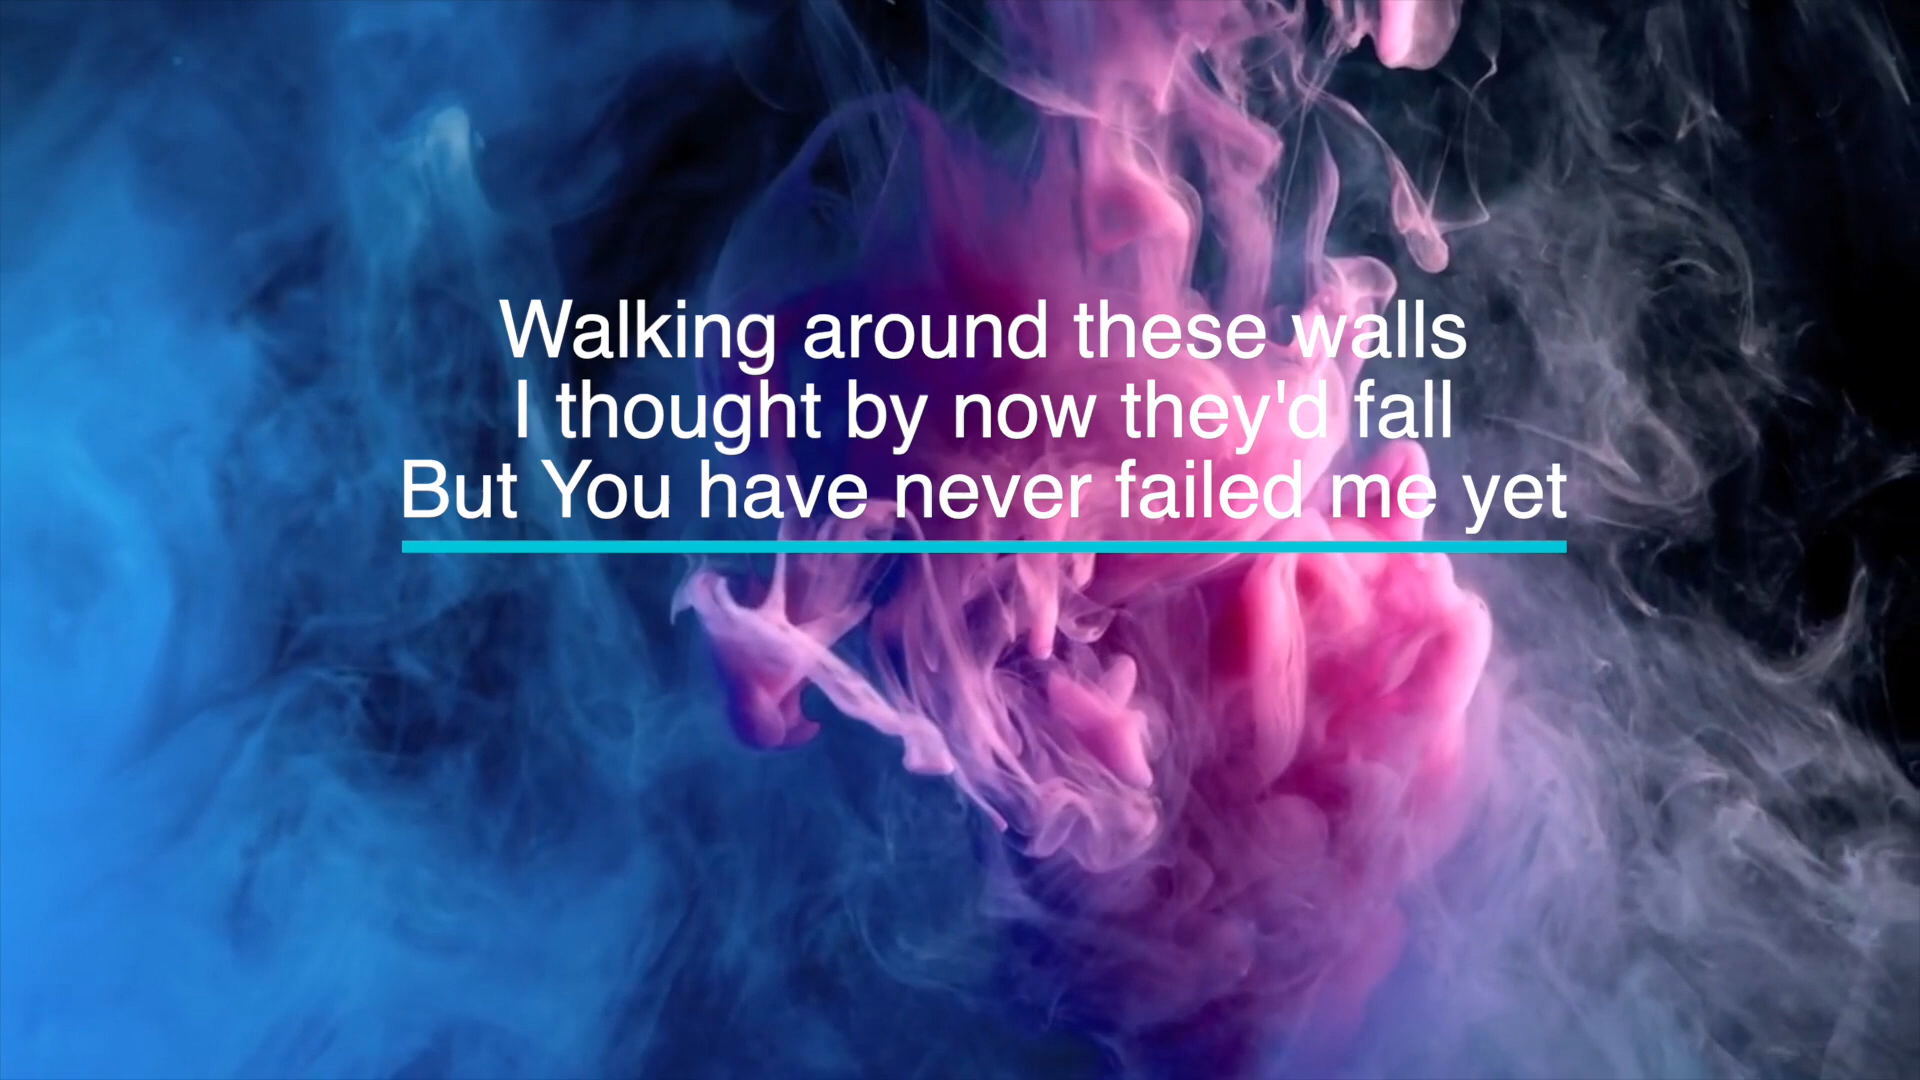 Walking around these walls
I thought by now they'd fall
But You have never failed me yet